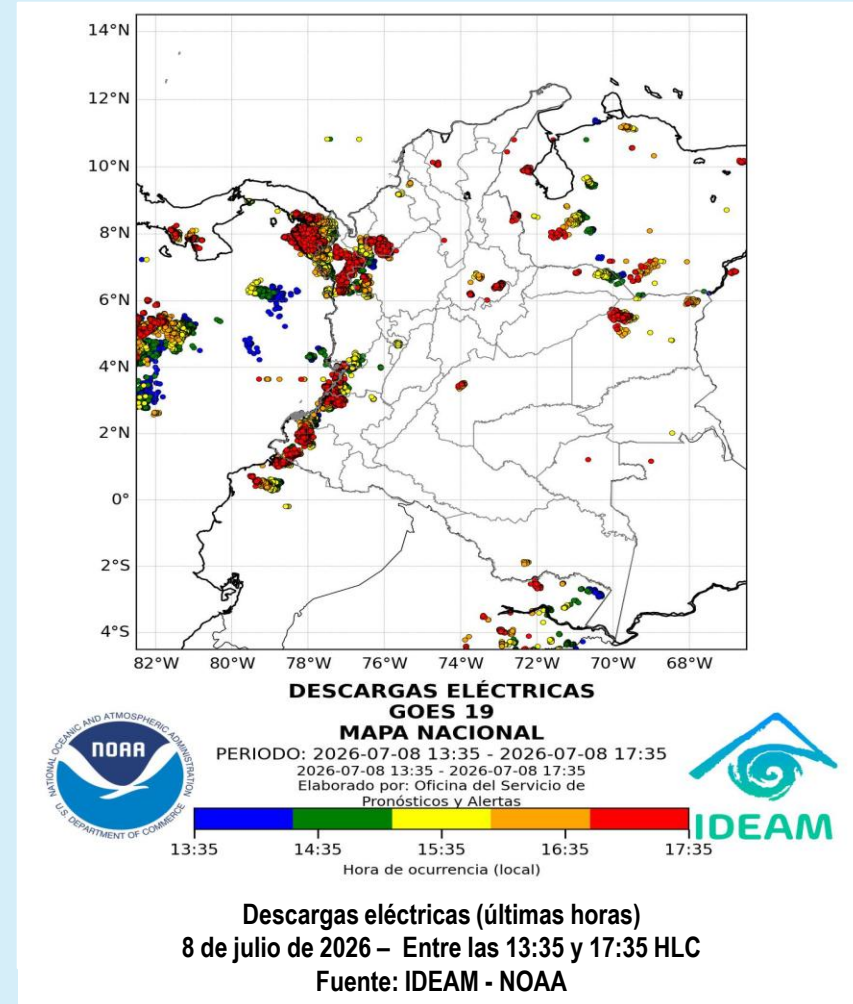 14°N
12°N
10°N
8°N
6°N
4°N
2°N
0°
2°S
4°S
82°W 80°W 78°W 76°W 74°W 72°W 70°W 68°W
DESCARGAS ELÉCTRICAS
GOES 19
MAPA NACIONAL
PERIODO: 2026-07-08 13:35 - 2026-07-08 17:35
2026-07-08 13:35 - 2026-07-08 17:35
Elaborado por: Oficina del Servicio de
Pronósticos y Alertas
NATIONAL OCEANIC AND ATMOSPHERIC ADMINISTRATION
NOAA
U.S. DEPARTMENT OF COMMERCE
IDEAM
13:35 14:35 15:35 16:35 17:35
Hora de ocurrencia (local)
Descargas eléctricas (últimas horas)
8 de julio de 2026 – Entre las 13:35 y 17:35 HLC
Fuente: IDEAM - NOAA